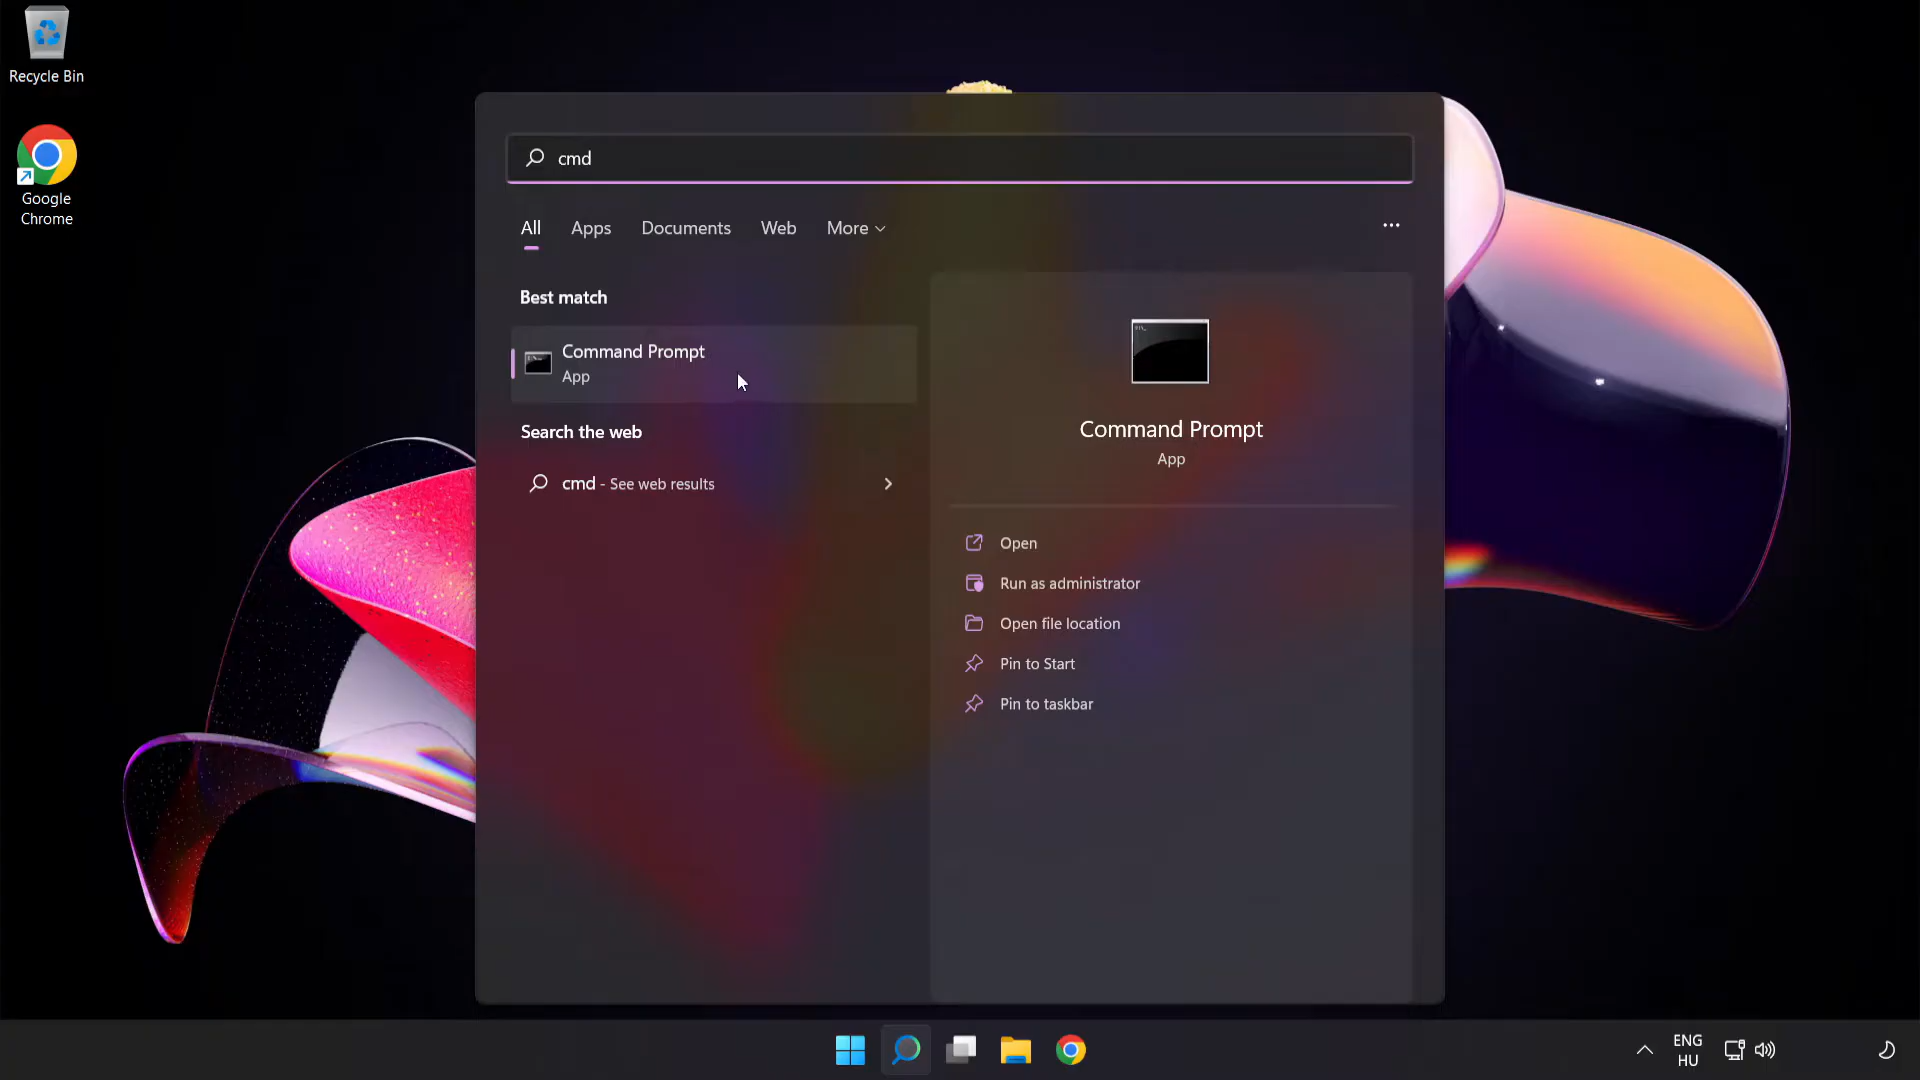 Recycle Bin
Google
Chrome
cmd
All Apps Documents Web More
Best match
Command Prompt
App
Search the web
cmd - See web results
Command Prompt
App
Open
Run as administrator
Open file location
Pin to Start
Pin to taskbar
ENG
HU